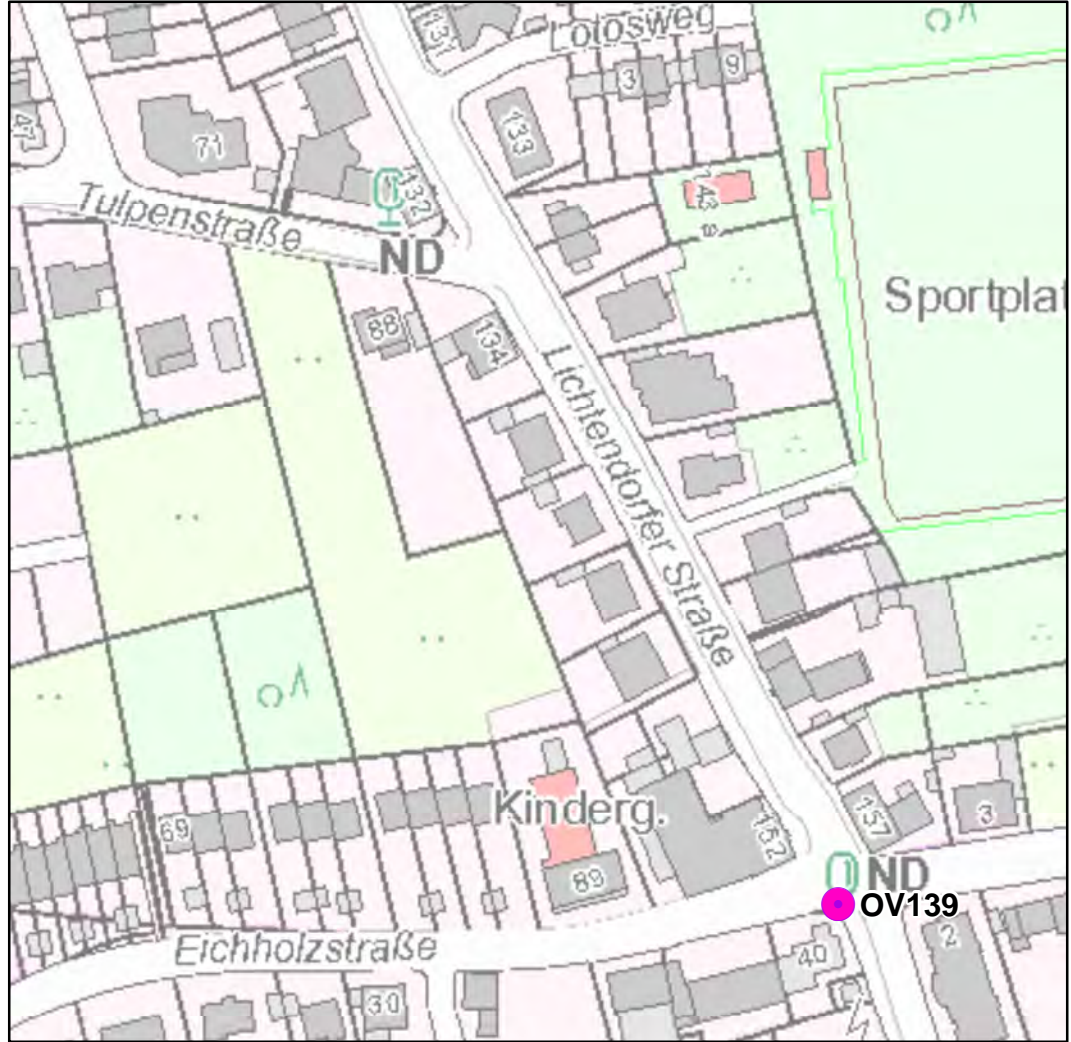 131
Lotosweg
3
9
47
71
133
132
142 a
Tulpenstraße
ND
Sportplat
88
134
Lichtendorfer Straße
Kinderg.
69
152
157
3
89
ND
OV139
2
Eichholzstraße
40
30